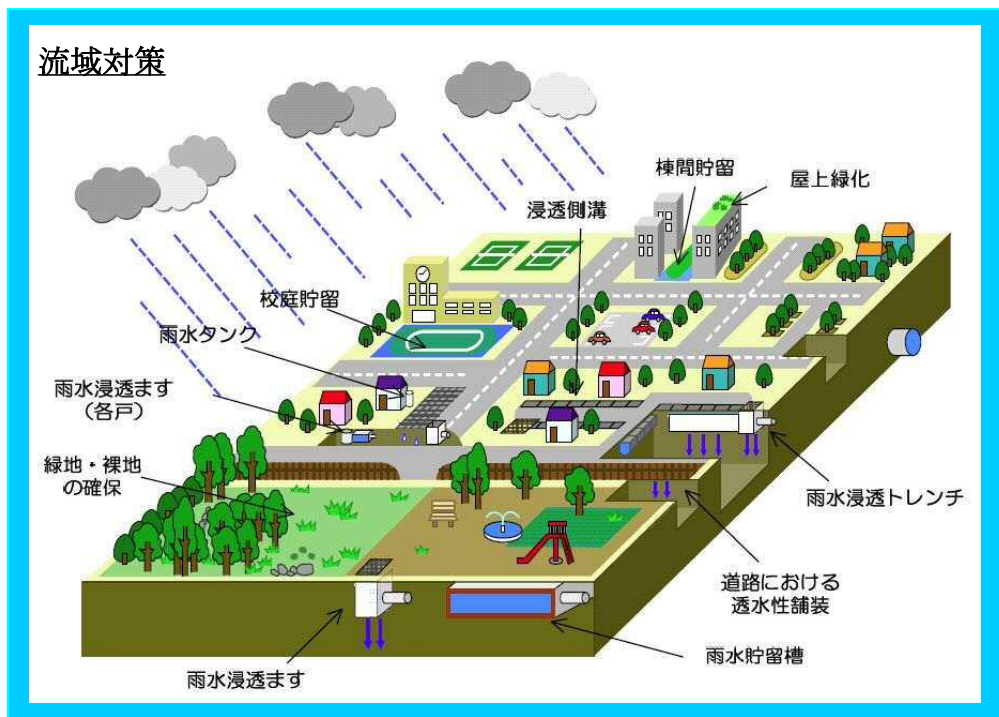 流域対策
棟間貯留
屋上緑化
浸透側溝
校庭貯留
雨水タンク
雨水浸透ます
（各戸）
緑地・裸地
の確保
雨水浸透トレンチ
道路における
透水性舗装
雨水貯留槽
雨水浸透ます